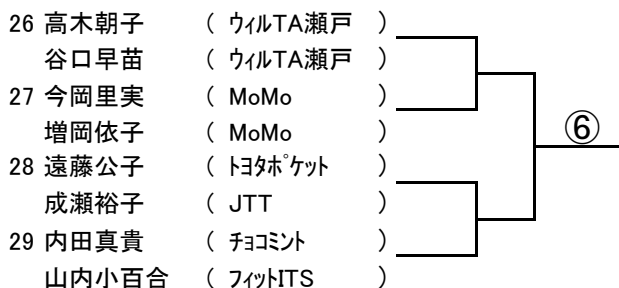 26 高木朝子 ( ｳｨﾙTA瀬戸 )
谷口早苗 ( ｳｨﾙTA瀬戸 )
27 今岡里実 ( MoMo )
増岡依子 ( MoMo )
⑥
28 遠藤公子 ( ﾄﾖﾀﾎﾟｹｯﾄ )
成瀬裕子 ( JTT )
29 内田真貴 ( ﾁｮｺﾐﾝﾄ )
山内小百合 ( ﾌｨｯﾄITS )